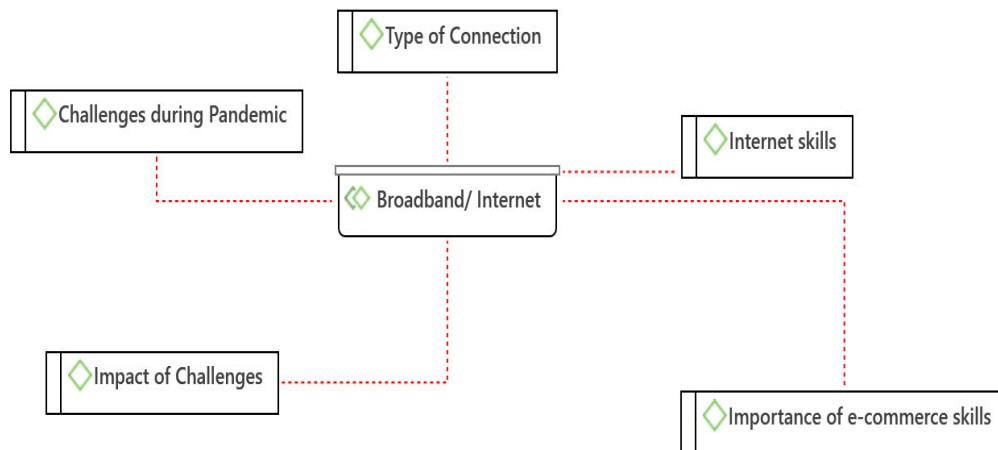 Type of Connection
Challenges during Pandemic
Internet skills
Broadband/ Internet
Impact of Challenges
Importance of e-commerce skills